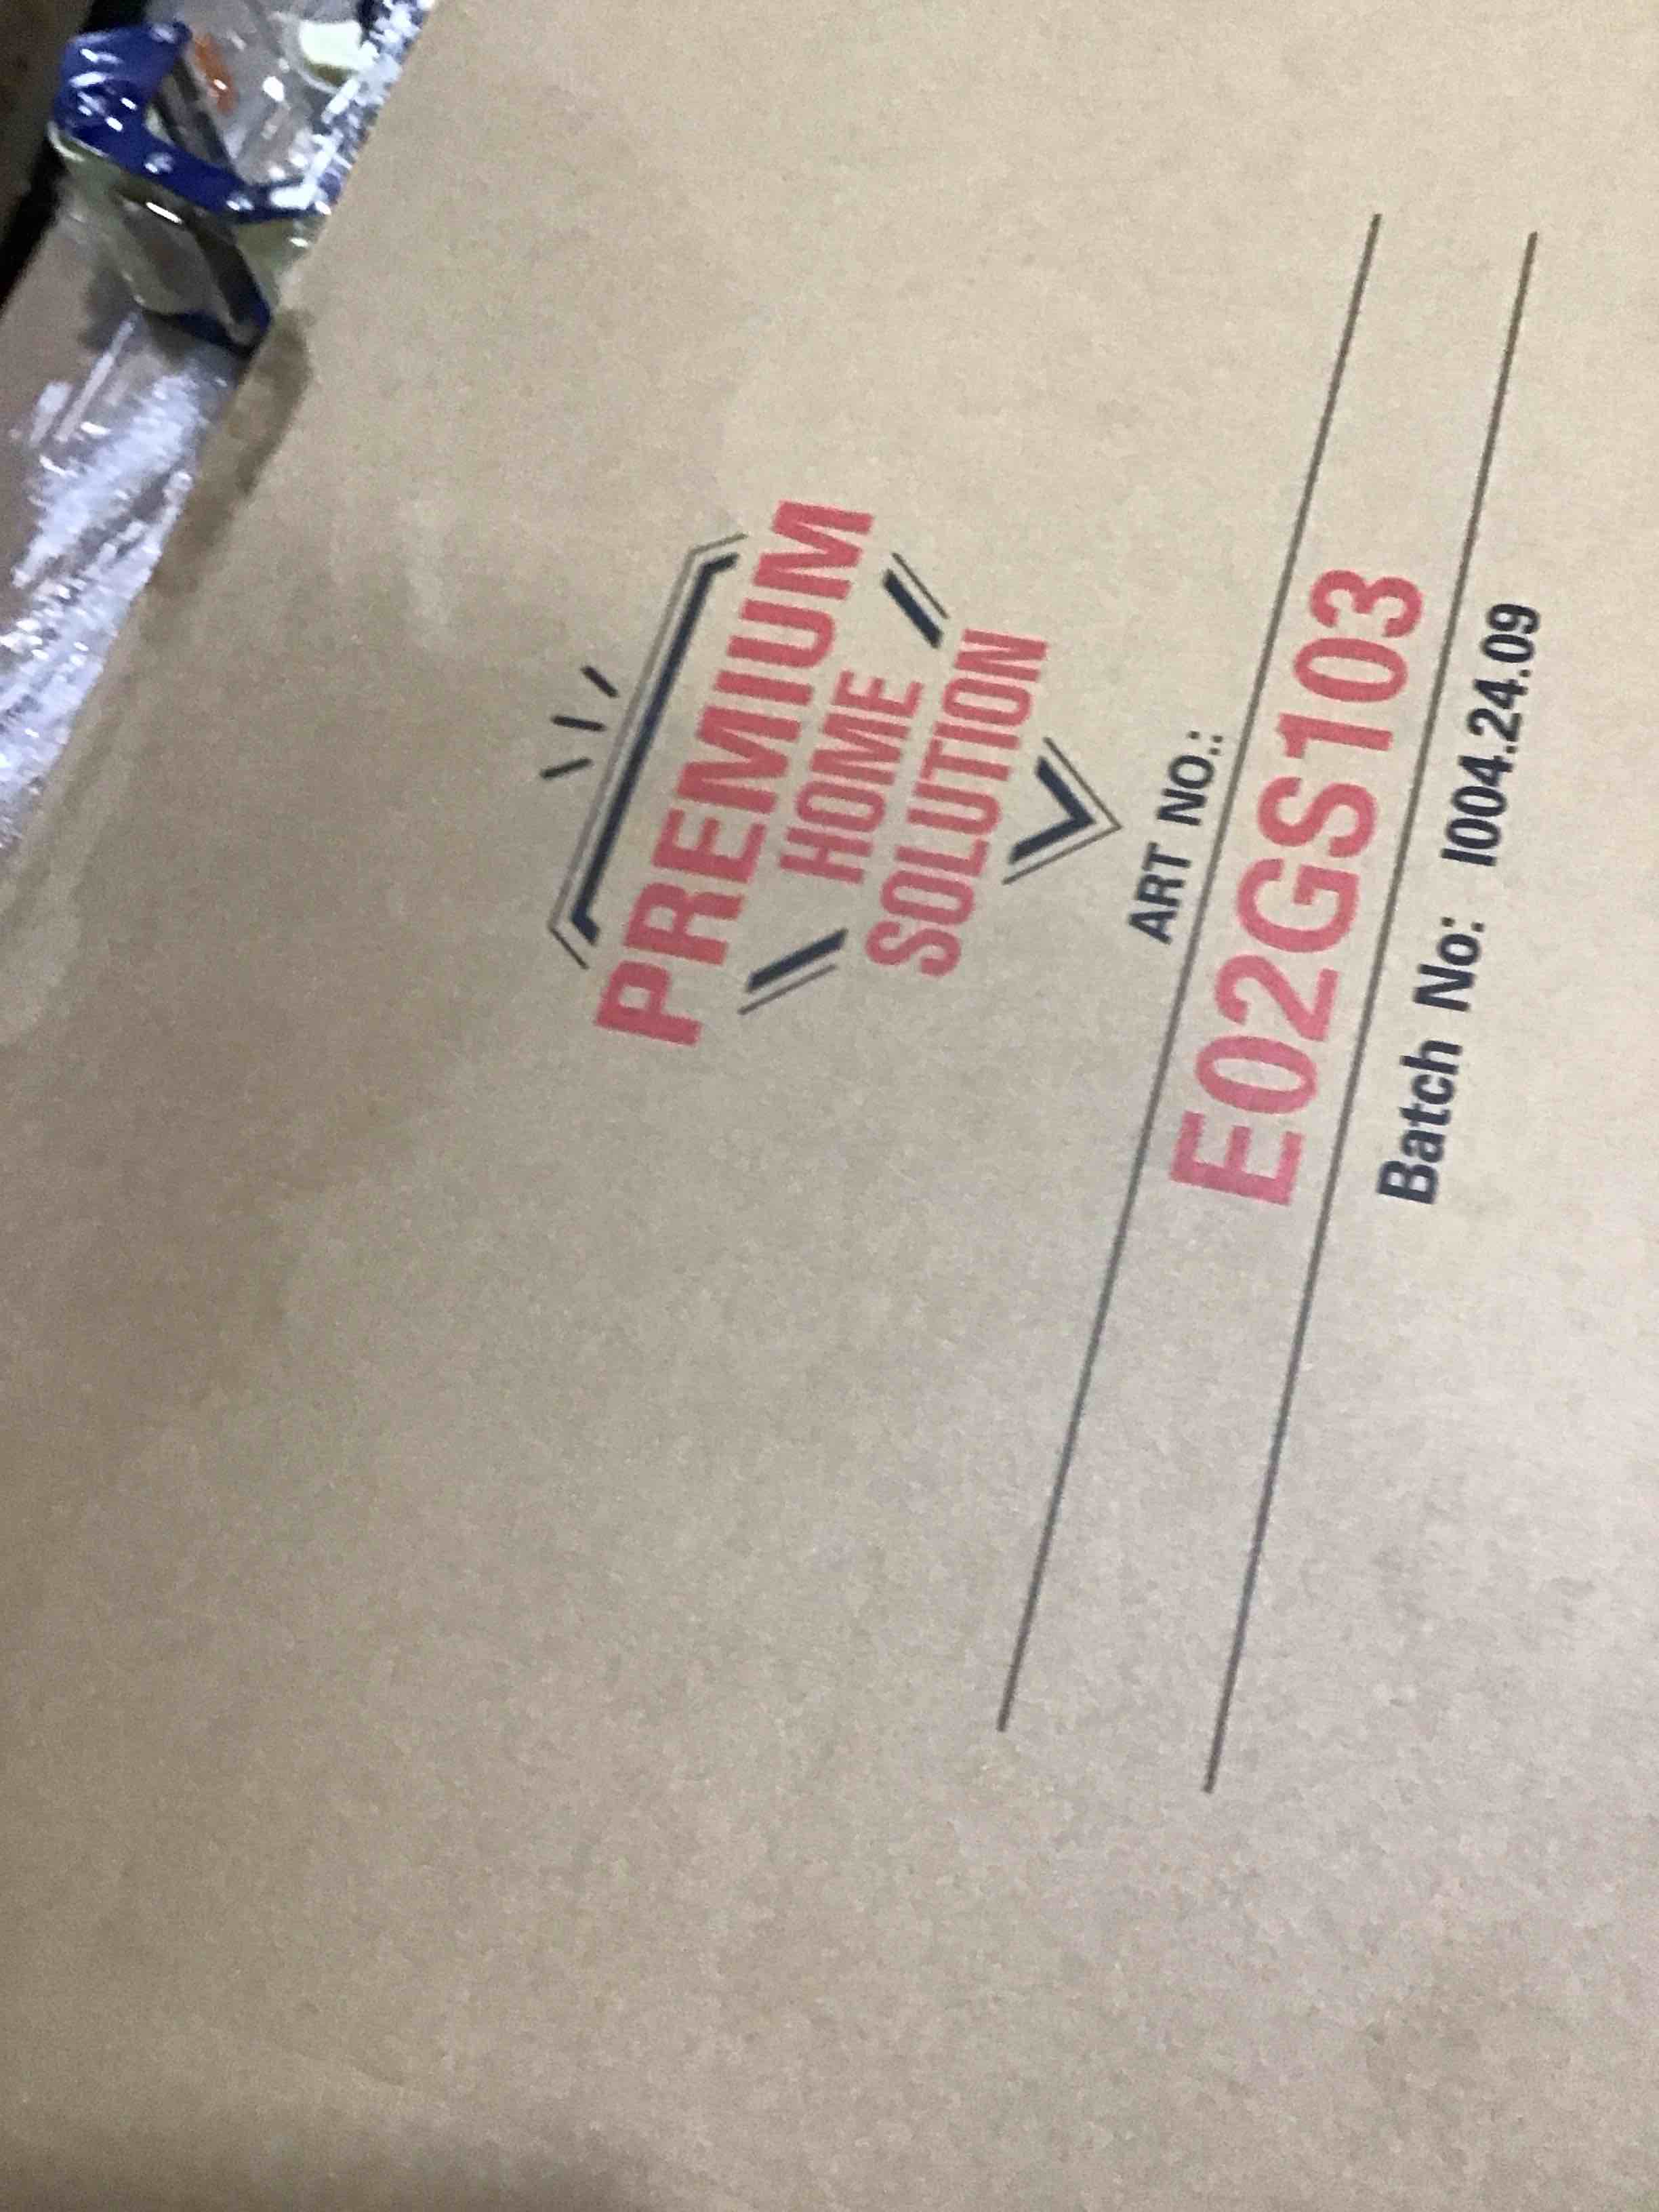 PREMIUM
HOME
SOLUTION
ART NO.:
E02GS103
Batch No: I004.24.09